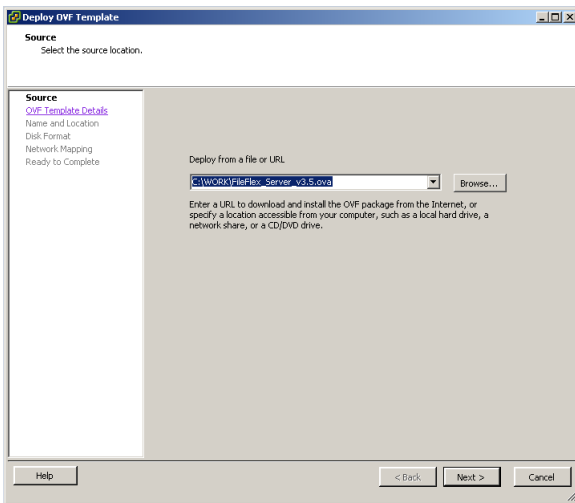 Deploy OVF Template
Source
Select the source location.
Source
OVF Template Details
Name and Location
Disk Format
Network Mapping
Ready to Complete
Deploy from a file or URL
C:\WORK\FileFlex_Server_v3.5.ova
Browse...
Enter a URL to download and install the OVF package from the Internet, or
specify a location accessible from your computer, such as a local hard drive, a
network share, or a CD/DVD drive.
Help
< Back
Next >
Cancel